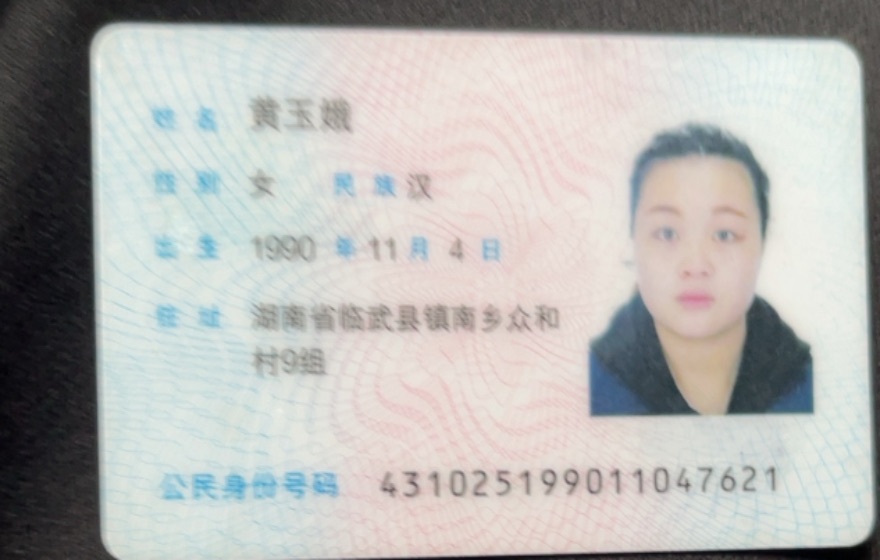 姓名 黄玉娥
性别 女 民族 汉
出生 1990 年 11 月 4 日
住址 湖南省临武县镇南乡众和
村9组
公民身份号码 431025199011047621